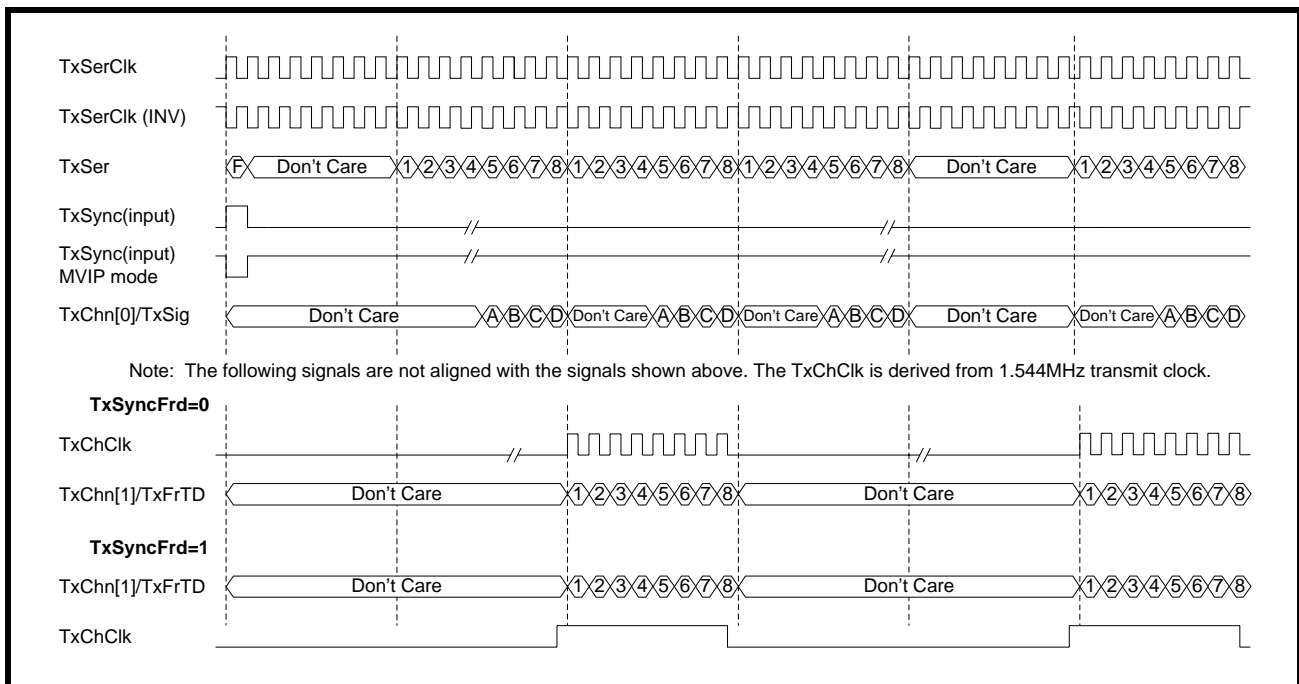 TxSerClk
TxSerClk (INV)
TxSer F Don't Care 1 2 3 4 5 6 7 8 1 2 3 4 5 6 7 8 1 2 3 4 5 6 7 8 Don't Care 1 2 3 4 5 6 7 8
TxSync(input)
TxSync(input)
MVIP mode
TxChn[0]/TxSig Don't Care A B C D Don't Care A B C D Don't Care A B C D Don't Care Don't Care A B C D
Note: The following signals are not aligned with the signals shown above. The TxChClk is derived from 1.544MHz transmit clock.
TxSyncFrd=0
TxChClk
TxChn[1]/TxFrTD Don't Care 1 2 3 4 5 6 7 8 Don't Care 1 2 3 4 5 6 7 8
TxSyncFrd=1
TxChn[1]/TxFrTD Don't Care 1 2 3 4 5 6 7 8 Don't Care 1 2 3 4 5 6 7 8
TxChClk